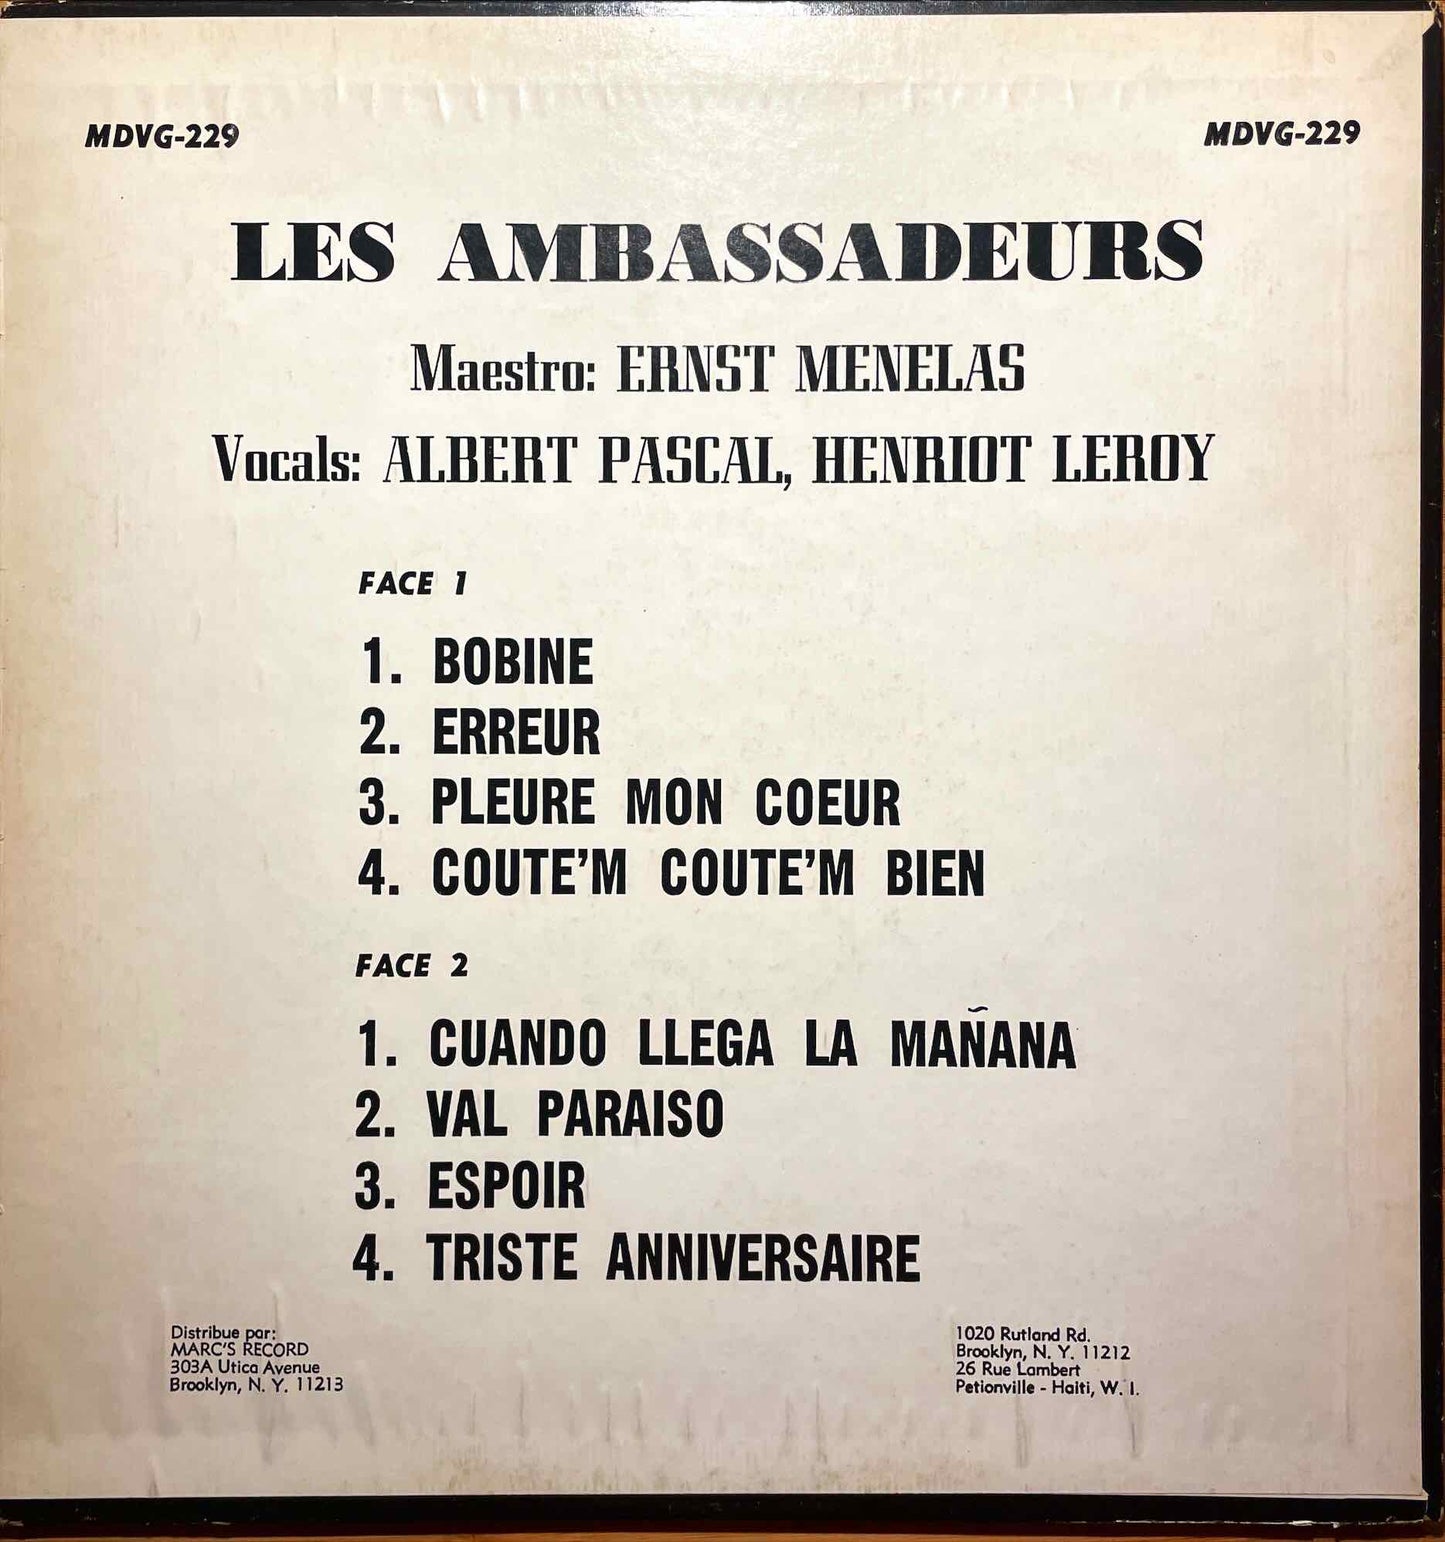 MDVG-229
MDVG-229
LES AMBASSADEURS
Maestro: ERNST MENELAS
Vocals: ALBERT PASCAL, HENRIOT LEROY
FACE 1
1. BOBINE
2. ERREUR
3. PLEURE MON COEUR
4. COUTE'M COUTE'M BIEN
FACE 2
1. CUANDO LLEGA LA MAÑANA
2. VAL PARAISO
3. ESPOIR
4. TRISTE ANNIVERSAIRE
Distribue par:
MARC'S RECORD
303A Utica Avenue
Brooklyn, N. Y. 11213
1020 Rutland Rd.
Brooklyn, N. Y. 11212
26 Rue Lambert
Petionville - Haiti, W. I.